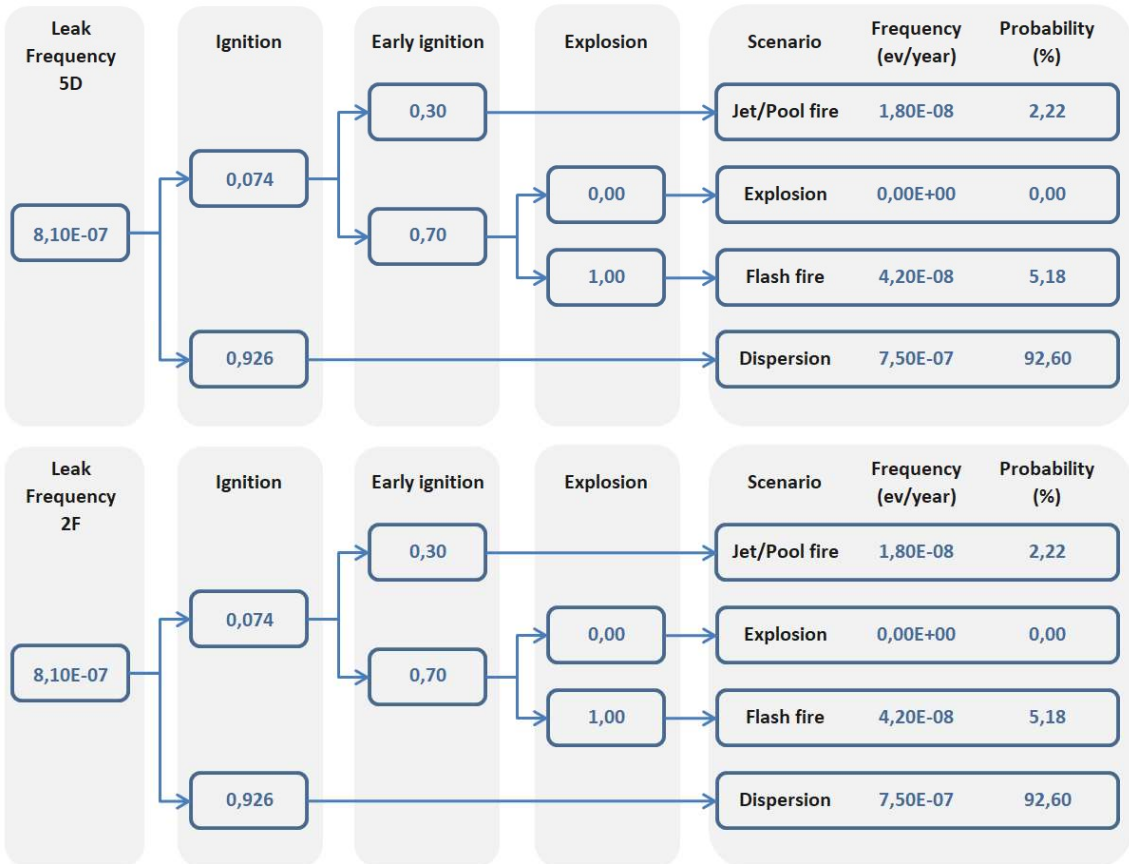 Leak
Frequency
5D
Ignition
Early ignition
Explosion
Scenario
Frequency
(ev/year)
Probability
(%)
0,30
Jet/Pool fire 1,80E-08 2,22
0,074
0,00
Explosion 0,00E+00 0,00
8,10E-07
0,70
1,00
Flash fire 4,20E-08 5,18
0,926
Dispersion 7,50E-07 92,60
Leak
Frequency
2F
Ignition
Early ignition
Explosion
Scenario
Frequency
(ev/year)
Probability
(%)
0,30
Jet/Pool fire 1,80E-08 2,22
0,074
0,00
Explosion 0,00E+00 0,00
8,10E-07
0,70
1,00
Flash fire 4,20E-08 5,18
0,926
Dispersion 7,50E-07 92,60